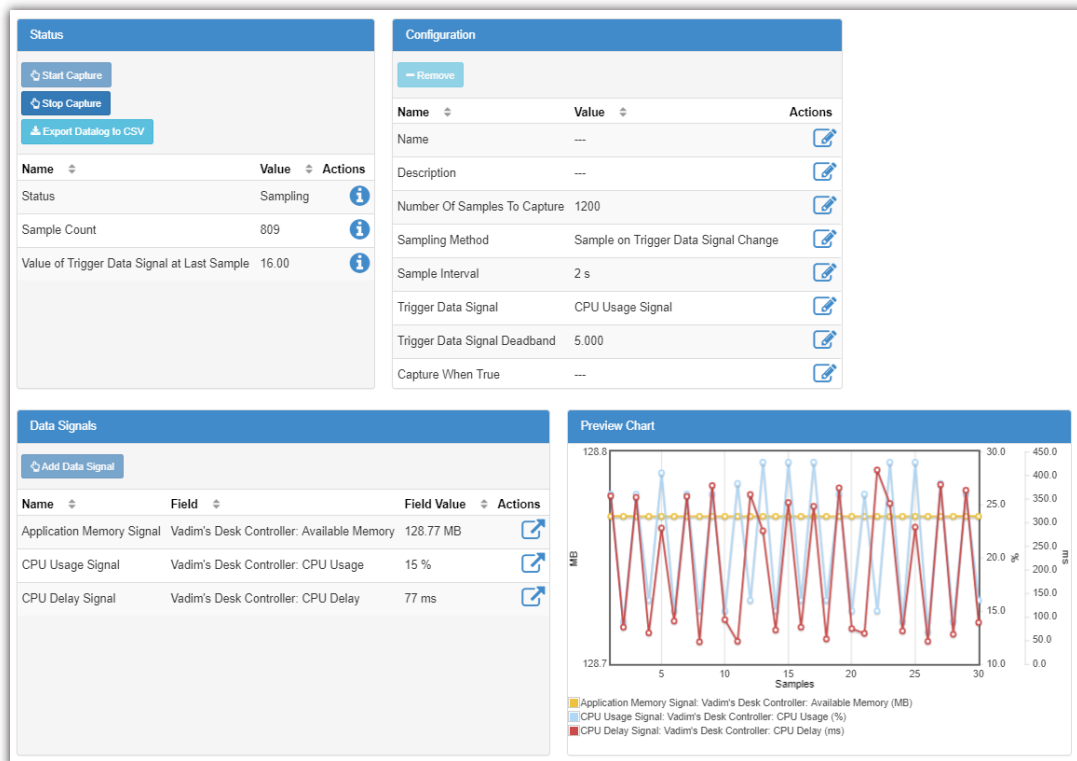 Status
Start Capture
Stop Capture
Export Datalog to CSV
Name Value Actions
Status Sampling
Sample Count 809
Value of Trigger Data Signal at Last Sample 16.00
Configuration
Remove
Name Value Actions
Name ---
Description ---
Number Of Samples To Capture 1200
Sampling Method Sample on Trigger Data Signal Change
Sample Interval 2 s
Trigger Data Signal CPU Usage Signal
Trigger Data Signal Deadband 5.000
Capture When True ---
Data Signals
Add Data Signal
Name Field Field Value Actions
Application Memory Signal Vadim's Desk Controller: Available Memory 128.77 MB
CPU Usage Signal Vadim's Desk Controller: CPU Usage 15 %
CPU Delay Signal Vadim's Desk Controller: CPU Delay 77 ms
Preview Chart
128.8
128.7
MB
30.0
25.0
20.0
15.0
10.0
%
450.0
400.0
350.0
300.0
250.0
200.0
150.0
100.0
50.0
0.0
ms
5 10 15 20 25 30
Samples
Application Memory Signal: Vadim's Desk Controller: Available Memory (MB)
CPU Usage Signal: Vadim's Desk Controller: CPU Usage (%)
CPU Delay Signal: Vadim's Desk Controller: CPU Delay (ms)